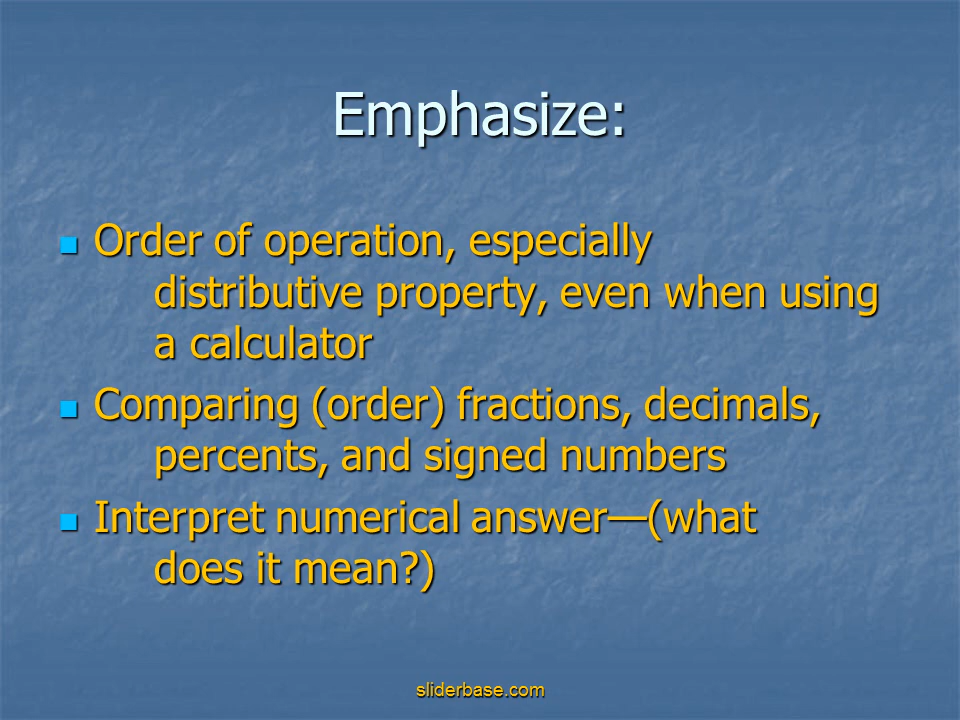 Emphasize:
Order of operation, especially
distributive property, even when using
a calculator
Comparing (order) fractions, decimals,
percents, and signed numbers
Interpret numerical answer—(what
does it mean?)
sliderbase.com